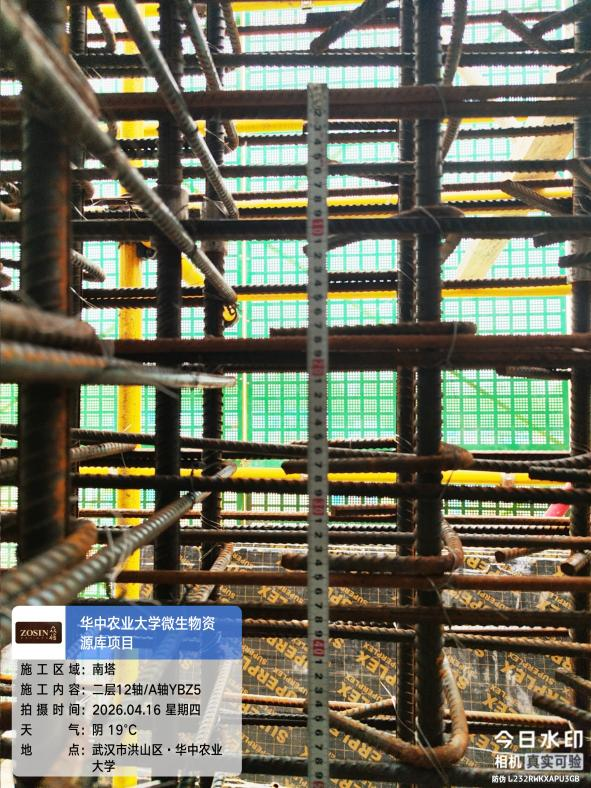 ZOSIN
华中农业大学微生物资
源库项目
施工区域：南塔
施工内容：二层12轴/A轴YBZ5
拍摄时间：2026.04.16 星期四
天气：阴 19°C
地点：武汉市洪山区·华中农业
大学
SUPERPLEX
今日水印
相机 真实可验
防伪 L232RWKXAPU3GB